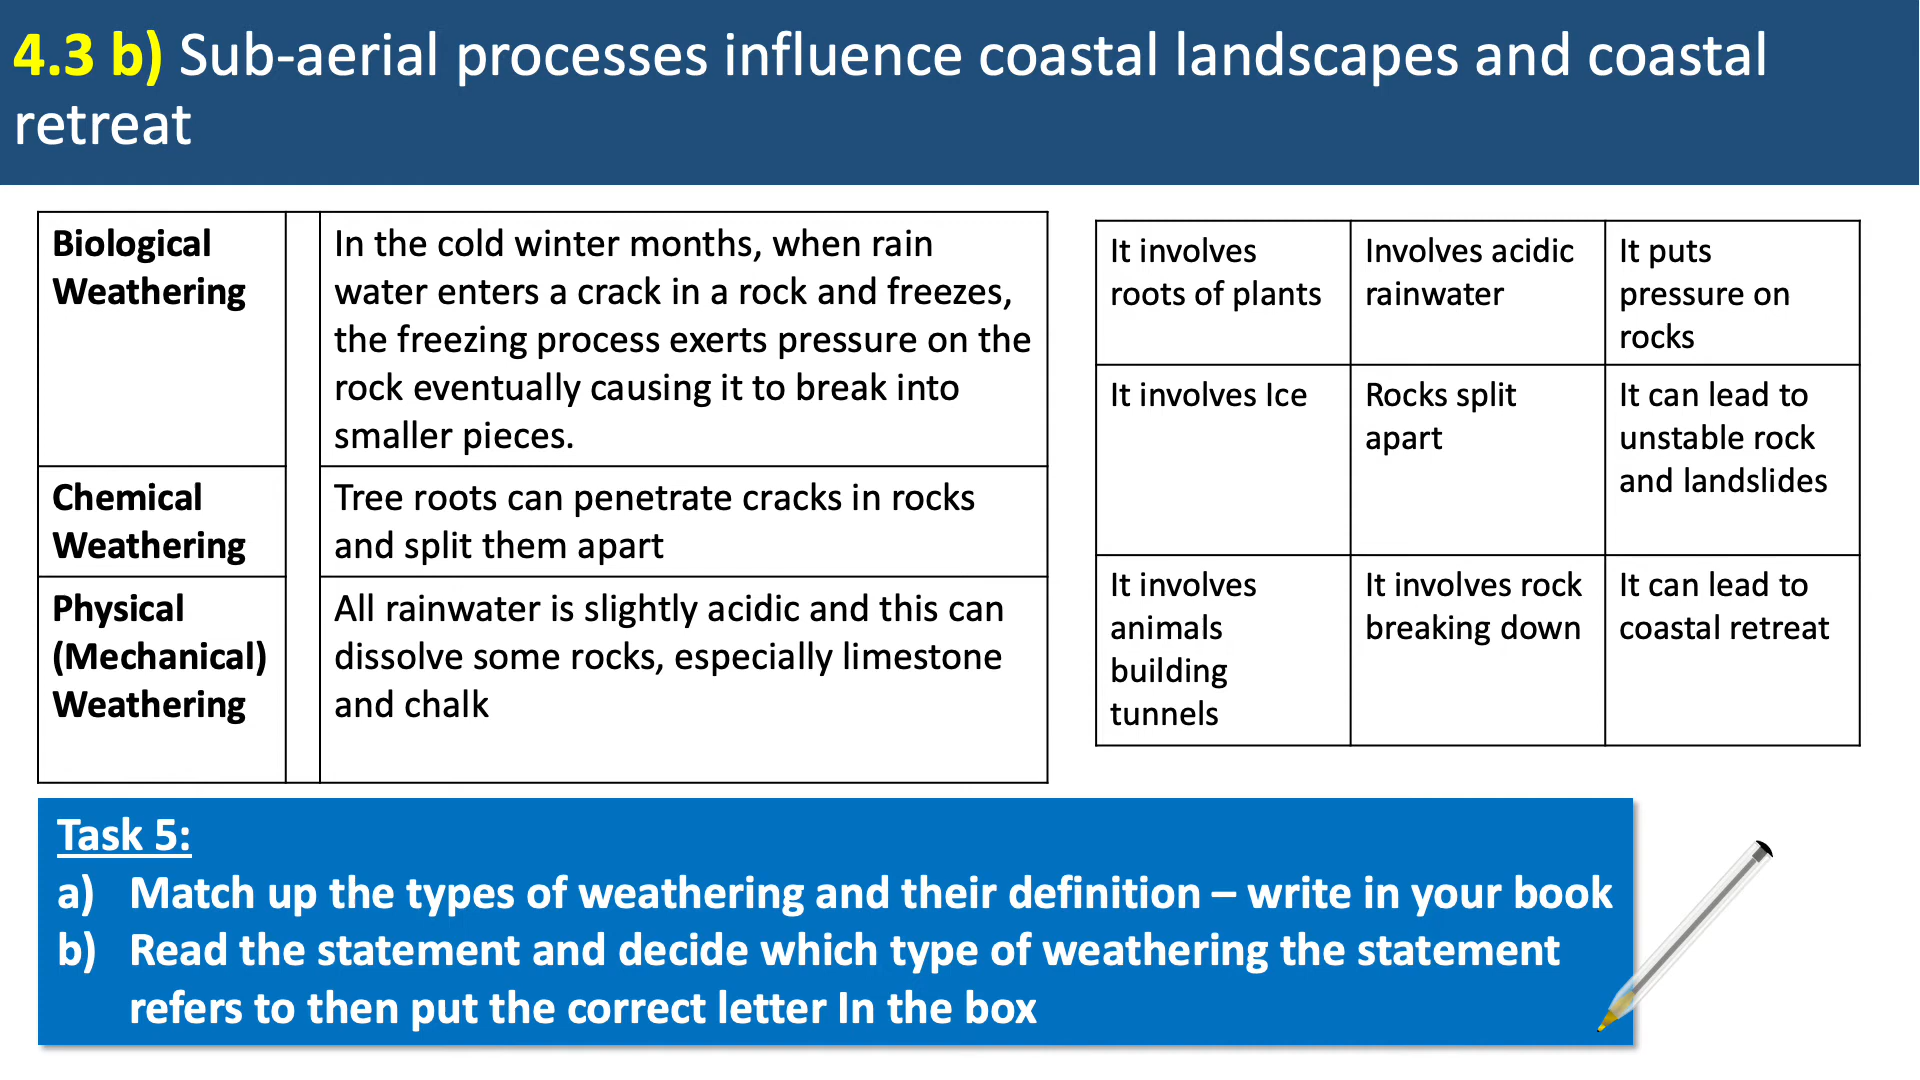 4.3 b) Sub-aerial processes influence coastal landscapes and coastal
retreat
Biological
Weathering
In the cold winter months, when rain
water enters a crack in a rock and freezes,
the freezing process exerts pressure on the
rock eventually causing it to break into
smaller pieces.
Chemical
Weathering
Tree roots can penetrate cracks in rocks
and split them apart
Physical
(Mechanical)
Weathering
All rainwater is slightly acidic and this can
dissolve some rocks, especially limestone
and chalk
It involves
roots of plants
Involves acidic
rainwater
It puts
pressure on
rocks
It involves Ice
Rocks split
apart
It can lead to
unstable rock
and landslides
It involves
animals
building
tunnels
It involves rock
breaking down
It can lead to
coastal retreat
Task 5:
a) Match up the types of weathering and their definition – write in your book
b) Read the statement and decide which type of weathering the statement
refers to then put the correct letter In the box